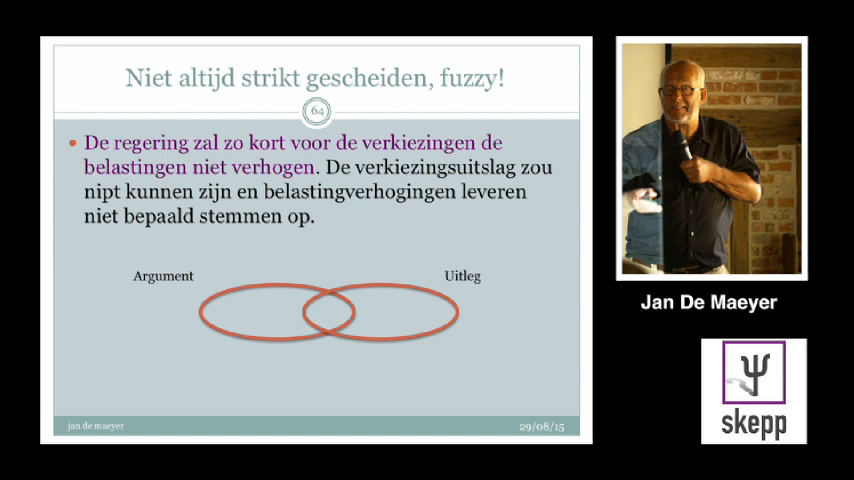 Niet altijd strikt gescheiden, fuzzy!
64
De regering zal zo kort voor de verkiezingen de
belastingen niet verhogen. De verkiezingsuitslag zou
nipt kunnen zijn en belastingverhogingen leveren
niet bepaald stemmen op.
Argument
Uitleg
jan de maeyer
29/08/15
Jan De Maeyer
skepp